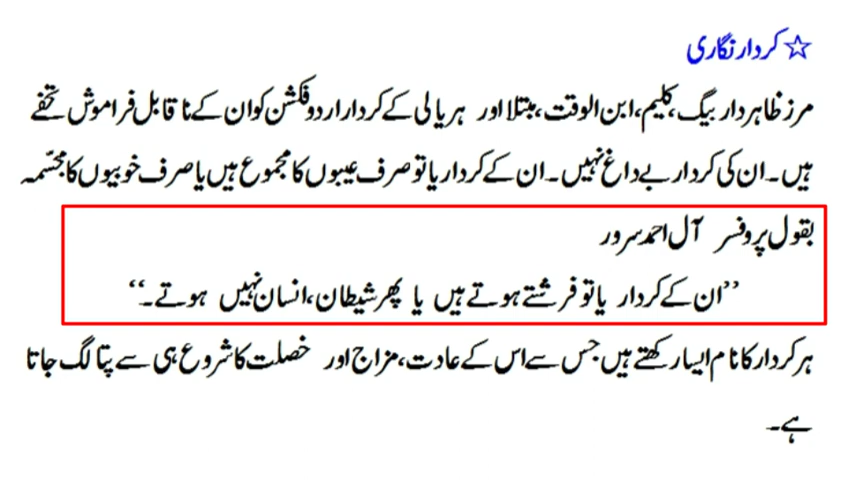 ☆ کردار نگاری
مرزا ظاہر دار بیگ، کلیم، ابن الوقت، مبتلا اور ہریالی کے کردار اردو فکشن کو ان کے ناقابل فراموش تحفے
ہیں۔ ان کی کردار بے داغ نہیں۔ ان کے کردار یا تو صرف عیبوں کا مجموع ہیں یا صرف خوبیوں کا مجسّمہ
بقول پروفسر آل احمد سرور
”ان کے کردار یا تو فرشتے ہوتے ہیں یا پھر شیطان، انسان نہیں ہوتے۔“
ہر کردار کا نام ایسا رکھتے ہیں جس سے اس کے عادت، مزاج اور خصلت کا شروع ہی سے پتا لگ جاتا
ہے۔